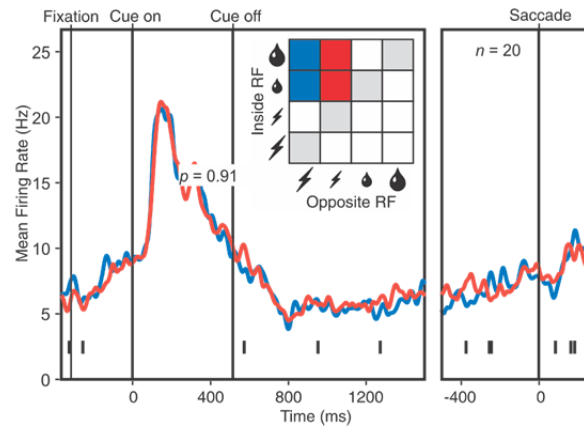 Fixation Cue on Cue off Saccade
25
20
15
10
5
0
Mean Firing Rate (Hz)
n = 20
p = 0.91
Inside RF
Opposite RF
0 400 800 1200 -400 0
Time (ms)